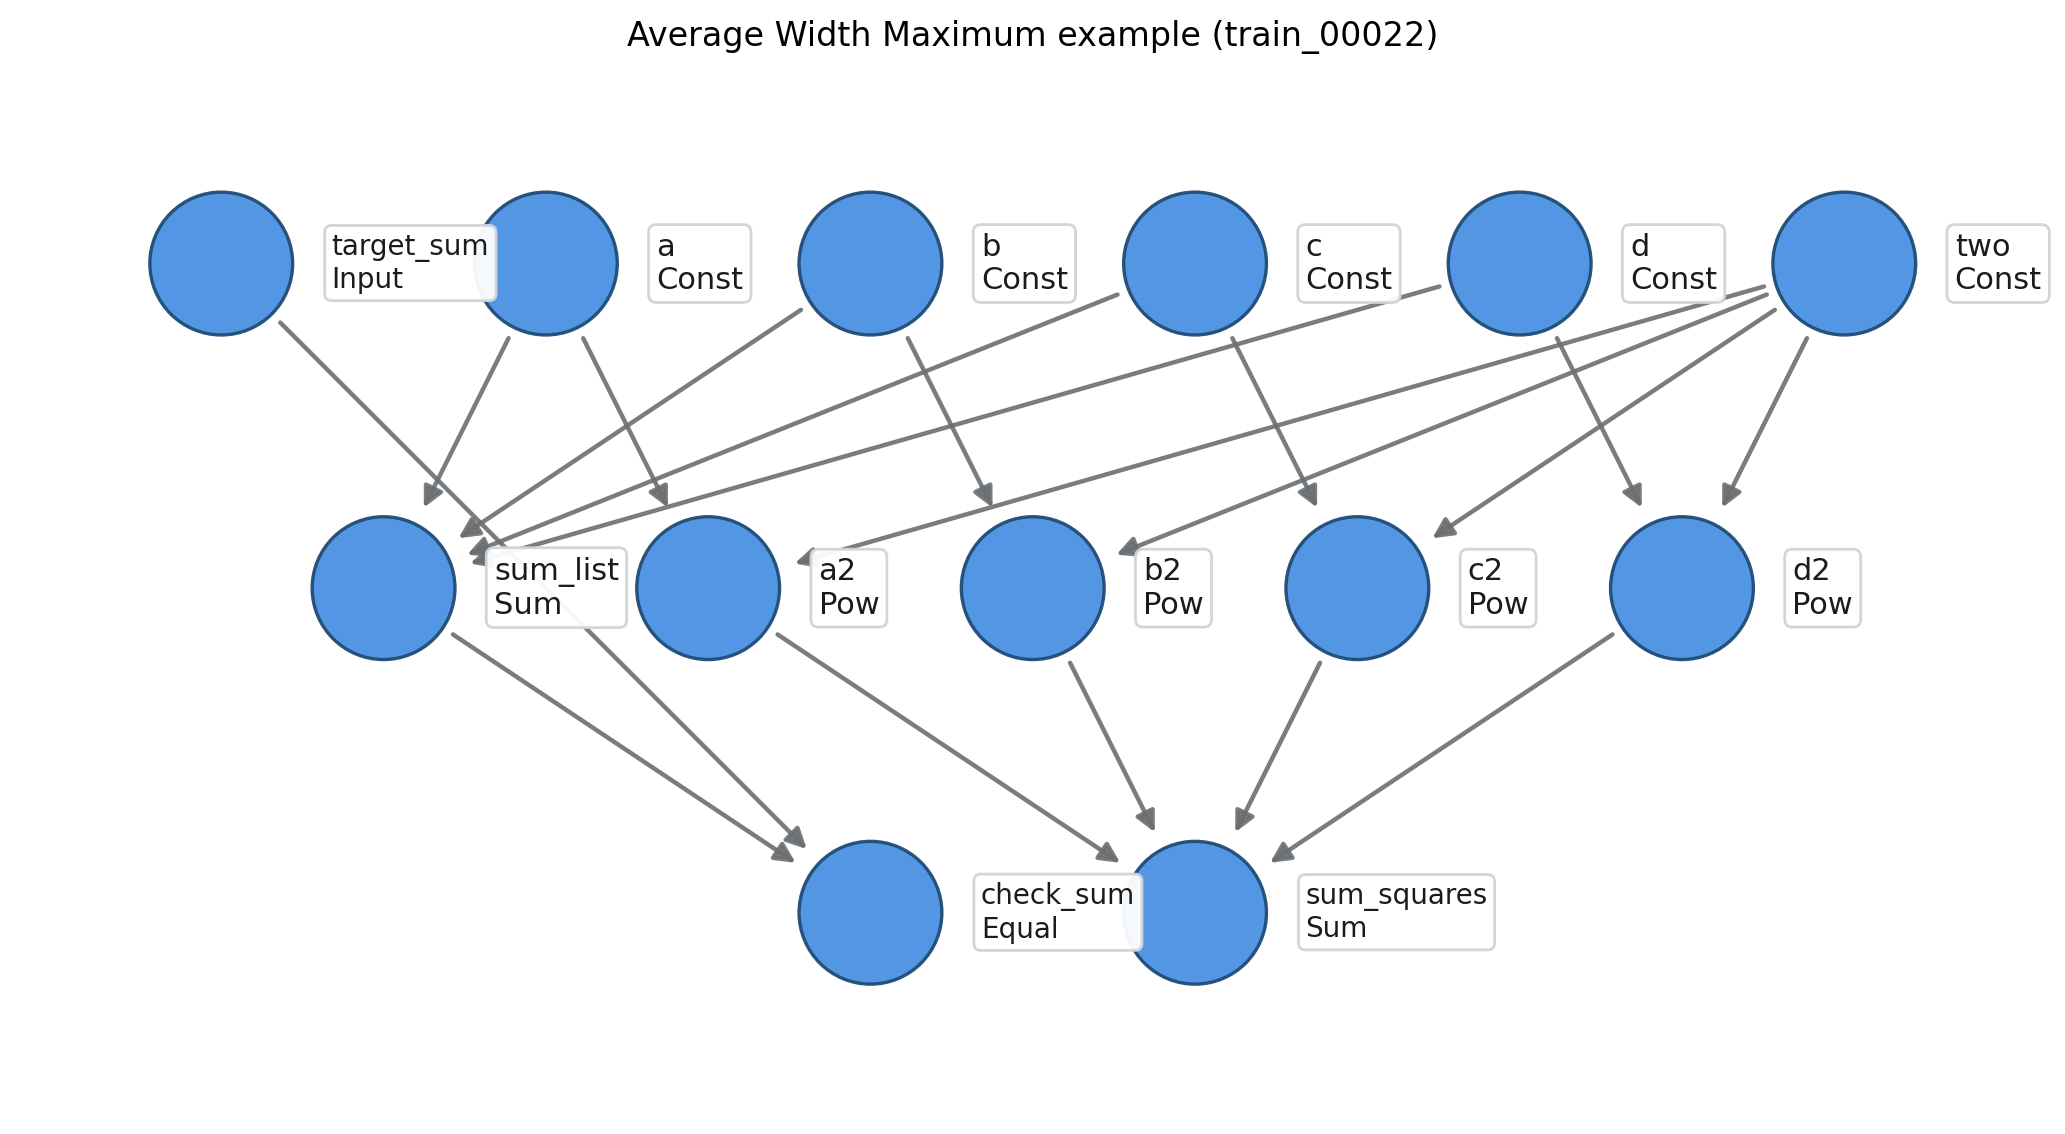 Average Width Maximum example (train_00022)
target_sum
Input
a
Const
b
Const
c
Const
d
Const
two
Const
sum_list
Sum
a2
Pow
b2
Pow
c2
Pow
d2
Pow
check_sum
Equal
sum_squares
Sum